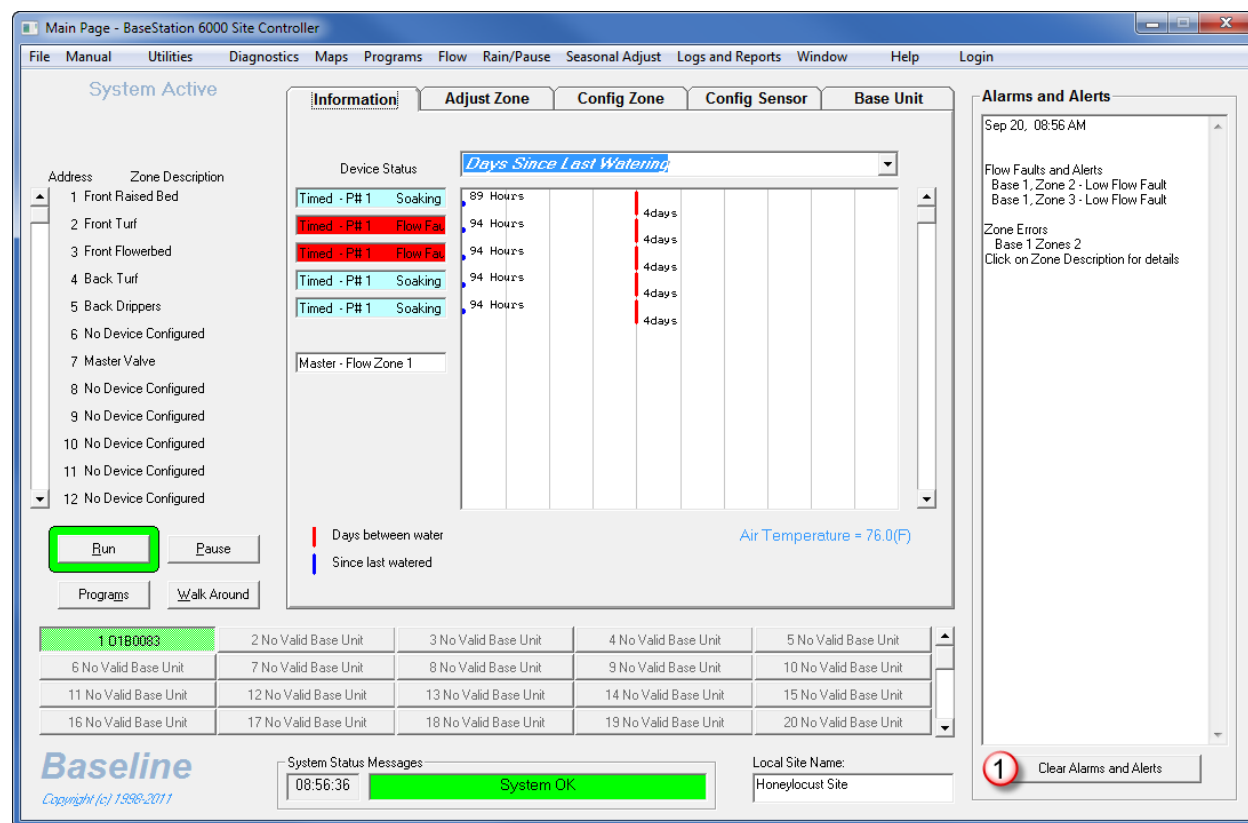 Main Page - BaseStation 6000 Site Controller
File Manual Utilities Diagnostics Maps Programs Flow Rain/Pause Seasonal Adjust Logs and Reports Window Help Login
System Active
Information Adjust Zone Config Zone Config Sensor Base Unit
Address Zone Description
Device Status
Days Since Last Watering
1 Front Raised Bed
Timed - P# 1 Soaking
89 Hours
4days
2 Front Turf
Timed - P# 1 Flow Fau
94 Hours
4days
3 Front Flowerbed
Timed - P# 1 Flow Fau
94 Hours
4days
4 Back Turf
Timed - P# 1 Soaking
94 Hours
4days
5 Back Drippers
Timed - P# 1 Soaking
94 Hours
4days
6 No Device Configured
7 Master Valve
Master - Flow Zone 1
8 No Device Configured
9 No Device Configured
10 No Device Configured
11 No Device Configured
12 No Device Configured
Run Pause
Programs Walk Around
Days between water
Since last watered
Air Temperature = 76.0(F)
1 01B0083 2 No Valid Base Unit 3 No Valid Base Unit 4 No Valid Base Unit 5 No Valid Base Unit
6 No Valid Base Unit 7 No Valid Base Unit 8 No Valid Base Unit 9 No Valid Base Unit 10 No Valid Base Unit
11 No Valid Base Unit 12 No Valid Base Unit 13 No Valid Base Unit 14 No Valid Base Unit 15 No Valid Base Unit
16 No Valid Base Unit 17 No Valid Base Unit 18 No Valid Base Unit 19 No Valid Base Unit 20 No Valid Base Unit
Baseline
Copyright (c) 1998-2011
System Status Messages
08:56:36 System OK
Local Site Name:
Honeylocust Site
Alarms and Alerts
Sep 20, 08:56 AM
Flow Faults and Alerts
Base 1, Zone 2 - Low Flow Fault
Base 1, Zone 3 - Low Flow Fault
Zone Errors
Base 1 Zones 2
Click on Zone Description for details
1 Clear Alarms and Alerts